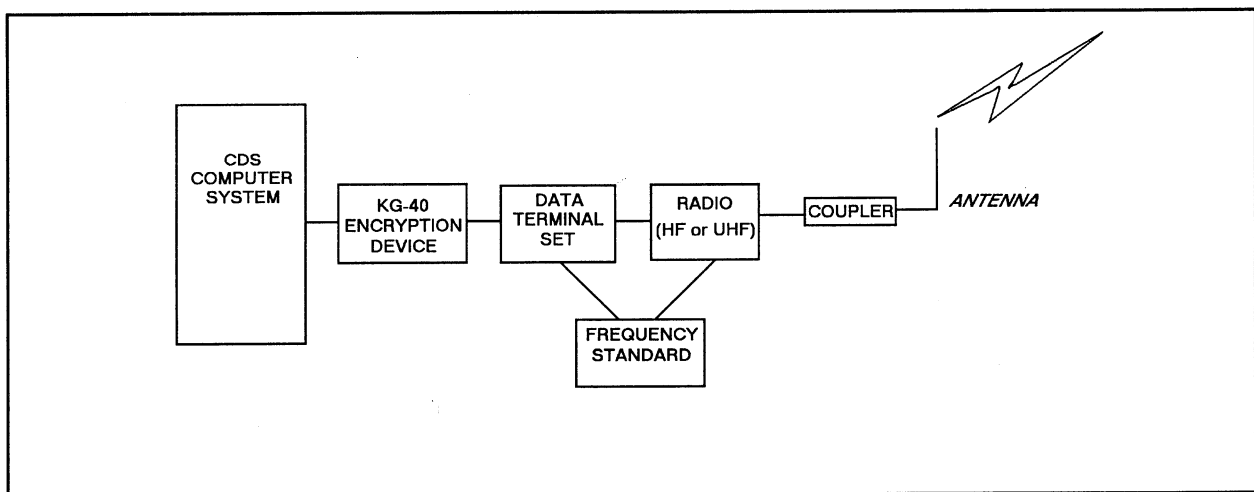 CDS
COMPUTER
SYSTEM
KG-40
ENCRYPTION
DEVICE
DATA
TERMINAL
SET
RADIO
(HF or UHF)
COUPLER
ANTENNA
FREQUENCY
STANDARD